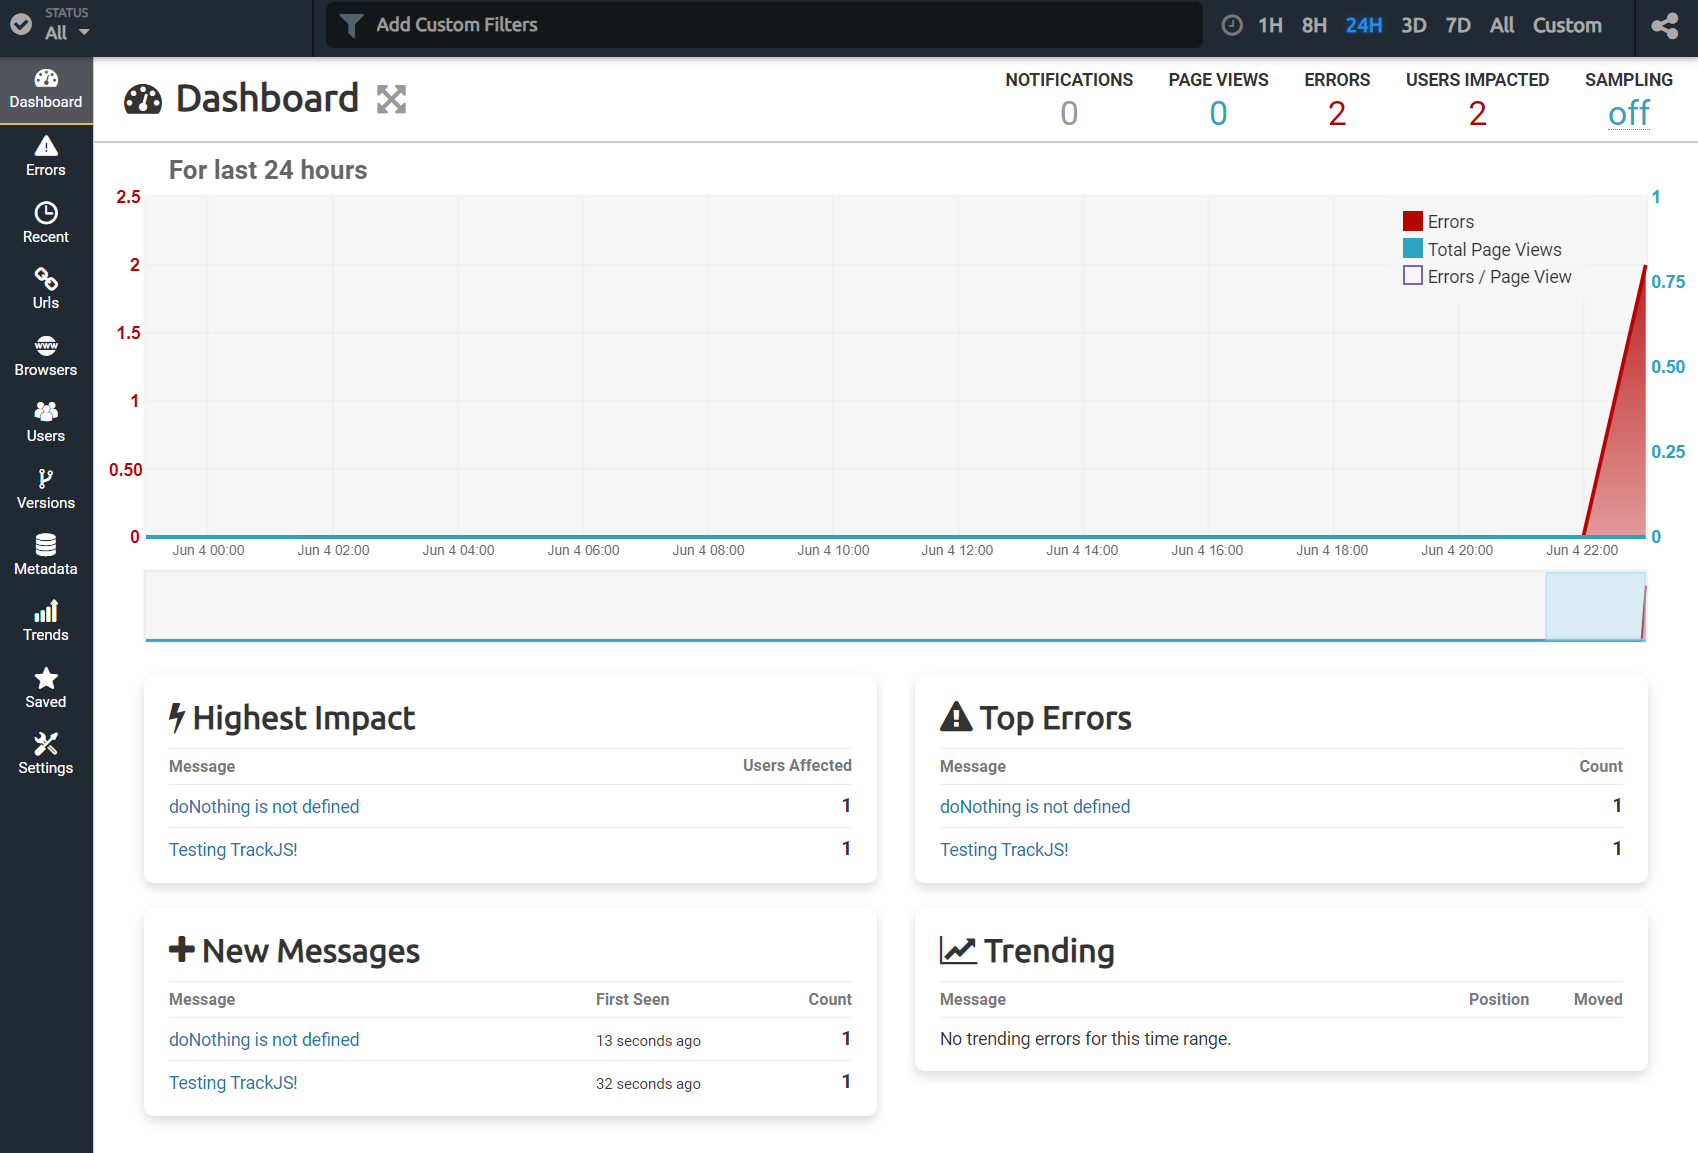 STATUS
All
Add Custom Filters
1H 8H 24H 3D 7D All Custom
Dashboard
Errors
Recent
Urls
www
Browsers
Users
Versions
Metadata
Trends
Saved
Settings
Dashboard
NOTIFICATIONS PAGE VIEWS ERRORS USERS IMPACTED SAMPLING
0 0 2 2 off
For last 24 hours
2.5
2
1.5
1
0.50
0
1
0.75
0.50
0.25
0
Errors
Total Page Views
Errors / Page View
Jun 4 00:00 Jun 4 02:00 Jun 4 04:00 Jun 4 06:00 Jun 4 08:00 Jun 4 10:00 Jun 4 12:00 Jun 4 14:00 Jun 4 16:00 Jun 4 18:00 Jun 4 20:00 Jun 4 22:00
Highest Impact
Message Users Affected
doNothing is not defined 1
Testing TrackJS! 1
Top Errors
Message Count
doNothing is not defined 1
Testing TrackJS! 1
New Messages
Message First Seen Count
doNothing is not defined 13 seconds ago 1
Testing TrackJS! 32 seconds ago 1
Trending
Message Position Moved
No trending errors for this time range.